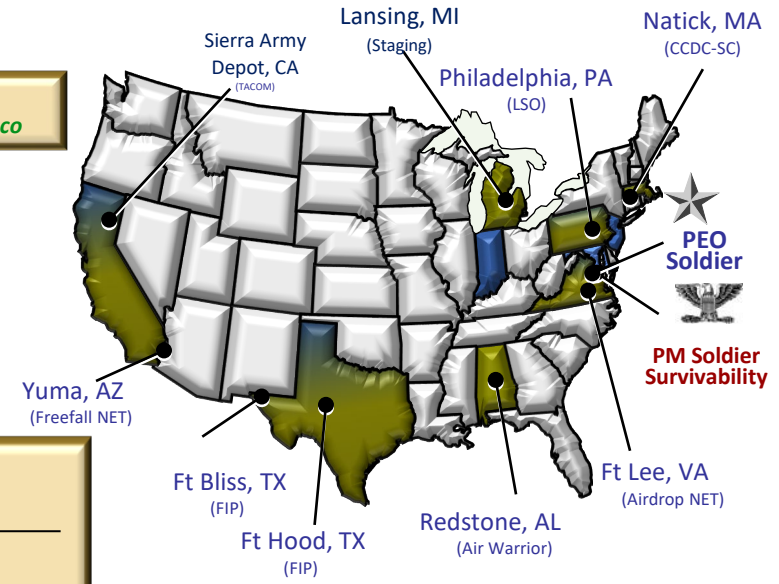 Lansing, MI
(Staging)
Natick, MA
(CCDC-SC)
Sierra Army
Depot, CA
(TACOM)
Philadelphia, PA
(LSO)
co
PEO
Soldier
PM Soldier
Survivability
Yuma, AZ
(Freefall NET)
Ft Bliss, TX
(FIP)
Ft Hood, TX
(FIP)
Redstone, AL
(Air Warrior)
Ft Lee, VA
(Airdrop NET)